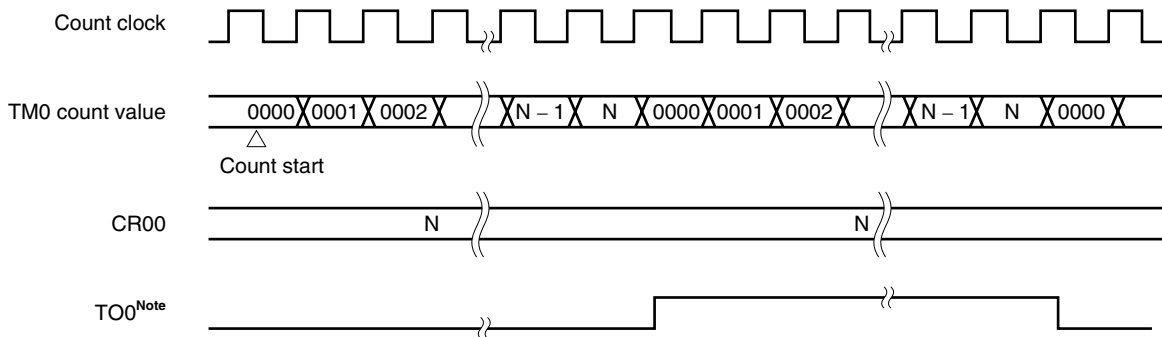 Count clock
TM0 count value 0000 0001 0002 N – 1 N 0000 0001 0002 N – 1 N 0000
Count start
CR00 N N
TO0Note